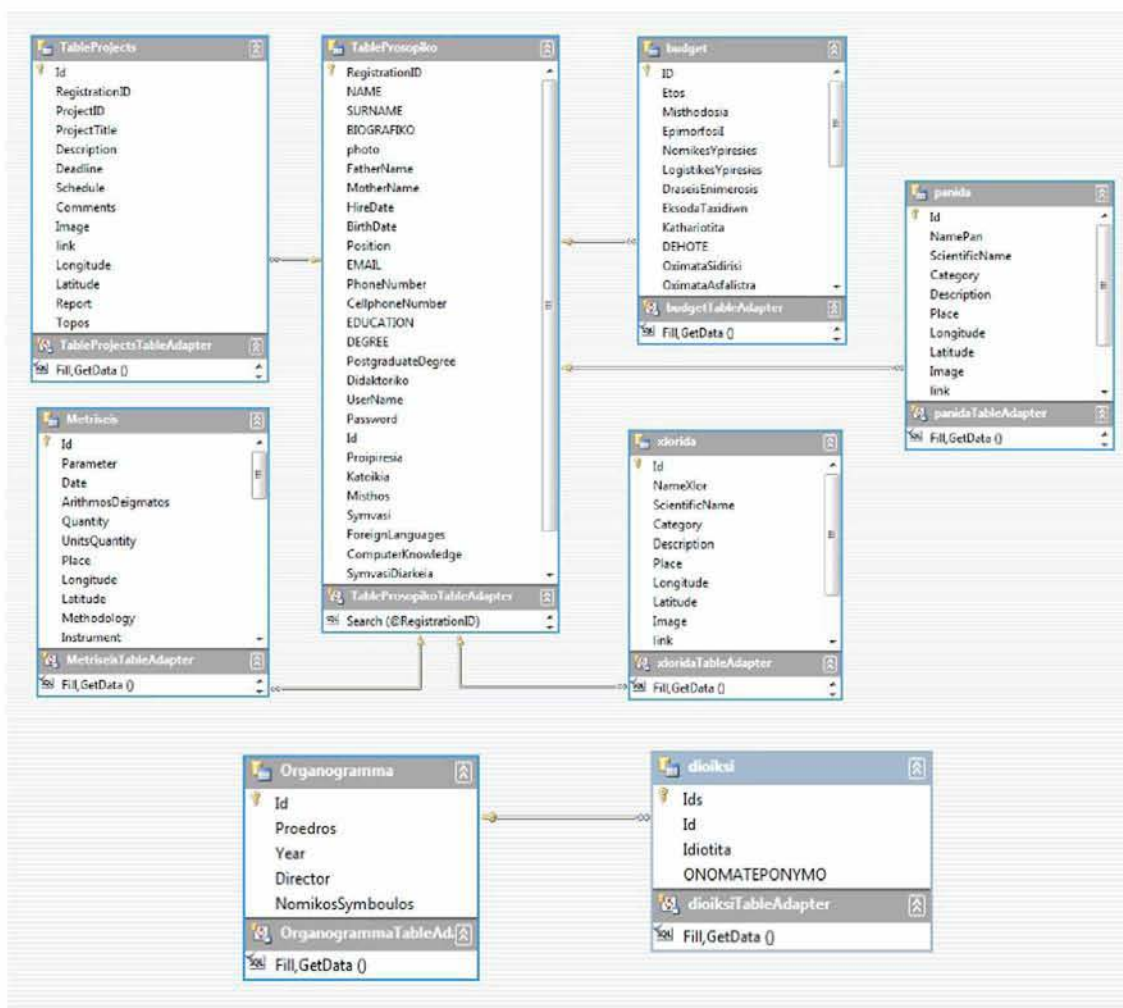 TableProjects
Id
RegistrationID
ProjectID
ProjectTitle
Description
Deadline
Schedule
Comments
Image
link
Longitude
Latitude
Report
Topos
TableProjectsTableAdapter
Fill,GetData ()
TableProsopiko
RegistrationID
NAME
SURNAME
BIOGRAFIKO
photo
FatherName
MotherName
HireDate
BirthDate
Position
EMAIL
PhoneNumber
CellphoneNumber
EDUCATION
DEGREE
PostgraduateDegree
Didaktoriko
UserName
Password
Id
Proipiresia
Katoikia
Misthos
Symvasi
ForeignLanguages
ComputerKnowledge
SymvasiDiarkeia
TableProsopikoTableAdapter
Search (@RegistrationID)
budget
ID
Etos
Misthodosia
EpimorfosiI
NomikesYpiresies
LogistikesYpiresies
DraseisEnimerosis
EksodaTaxidiwn
Kathariotita
DEHOTE
OximataSidirisi
OximataAsfalistra
budgetTableAdapter
Fill,GetData ()
panida
Id
NamePan
ScientificName
Category
Description
Place
Longitude
Latitude
Image
link
panidaTableAdapter
Fill,GetData ()
Metriseis
Id
Parameter
Date
ArithmosDeigmatos
Quantity
UnitsQuantity
Place
Longitude
Latitude
Methodology
Instrument
MetriseisTableAdapter
Fill,GetData ()
xlorida
Id
NameXlor
ScientificName
Category
Description
Place
Longitude
Latitude
Image
link
xloridaTableAdapter
Fill,GetData ()
Organogramma
Id
Proedros
Year
Director
NomikosSymboulos
OrganogrammaTableAd...
Fill,GetData ()
dioiksi
Ids
Id
Idiotita
ONOMATEPONYMO
dioiksiTableAdapter
Fill,GetData ()